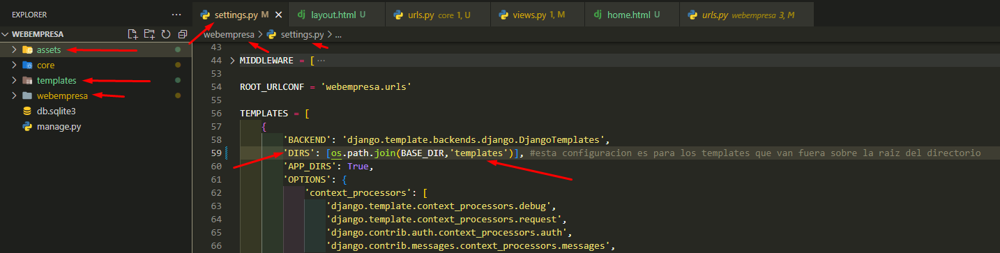 EXPLORER ···
WEBEMPRESA
assets
core
templates
webempresa
db.sqlite3
manage.py
settings.py M
layout.html U
urls.py core 1, U
views.py 1, M
home.html U
urls.py webempresa 3, M
webempresa > settings.py > ...
43
44 MIDDLEWARE = [ ···
53
54 ROOT_URLCONF = 'webempresa.urls'
55
56 TEMPLATES = [
57 {
58 'BACKEND': 'django.template.backends.django.DjangoTemplates',
59 'DIRS': [os.path.join(BASE_DIR,'templates')], #esta configuracion es para los templates que van fuera sobre la raiz del directorio
60 'APP_DIRS': True,
61 'OPTIONS': {
62 'context_processors': [
63 'django.template.context_processors.debug',
64 'django.template.context_processors.request',
65 'django.contrib.auth.context_processors.auth',
66 'django.contrib.messages.context_processors.messages',